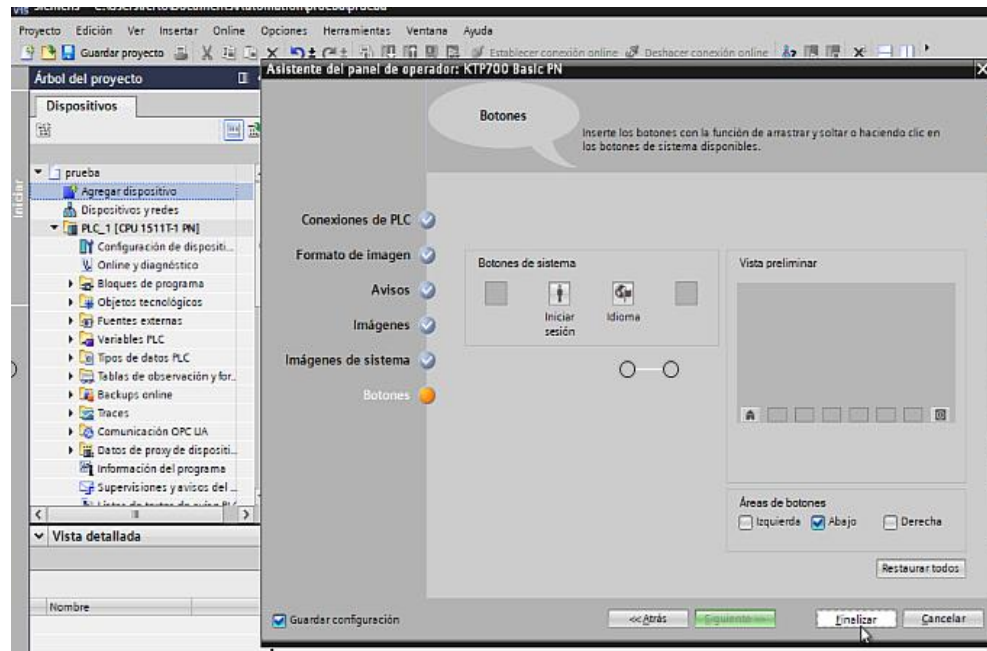 Proyecto Edición Ver Insertar Online Opciones Herramientas Ventana Ayuda
Guardar proyecto Establecer conexión online Deshacer conexión online
Árbol del proyecto
Dispositivos
Iniciar
prueba
Agregar dispositivo
Dispositivos y redes
PLC_1 [CPU 1511T-1 PN]
Configuración de dispositi...
Online y diagnóstico
Bloques de programa
Objetos tecnológicos
Fuentes externas
Variables PLC
Tipos de datos PLC
Tablas de observación y for...
Backups online
Traces
Comunicación OPC UA
Datos de proxy de dispositi...
Información del programa
Supervisiones y avisos del ...
Vista detallada
Nombre
Asistente del panel de operador: KTP700 Basic PN
Botones
Inserte los botones con la función de arrastrar y soltar o haciendo clic en
los botones de sistema disponibles.
Conexiones de PLC
Formato de imagen
Avisos
Imágenes
Imágenes de sistema
Botones
Botones de sistema
Iniciar
sesión
Idioma
Vista preliminar
Áreas de botones
Izquierda Abajo Derecha
Restaurar todos
Guardar configuración
<<Atrás Siguiente>> Finalizar Cancelar